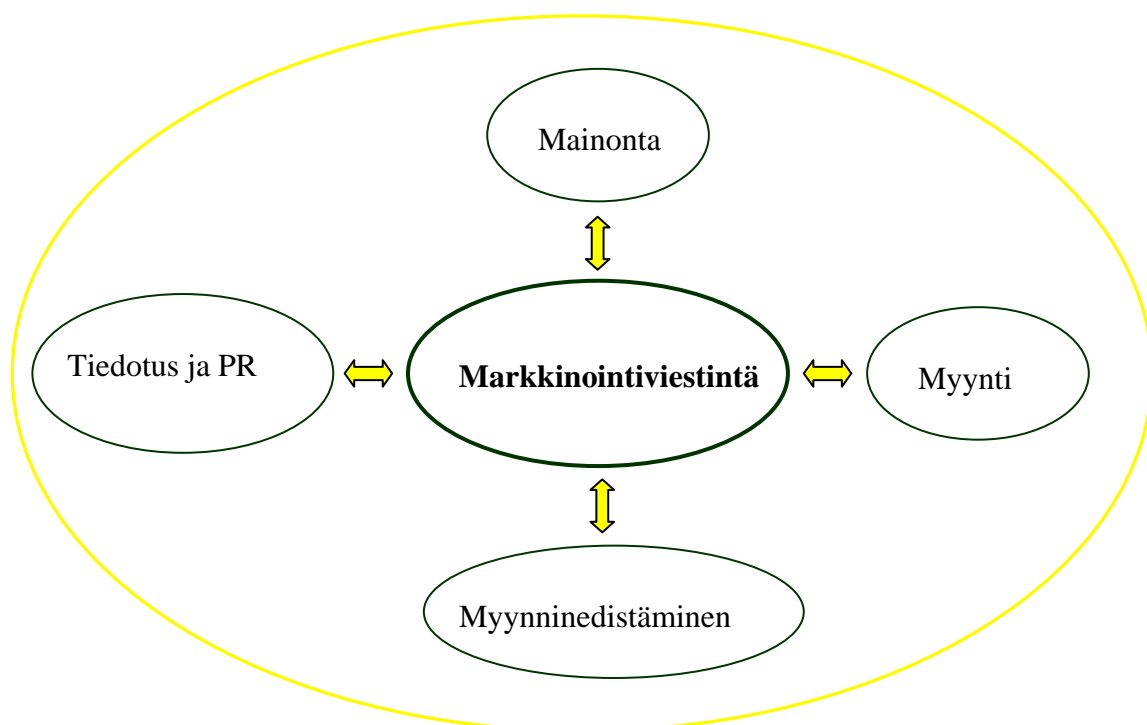 Mainonta
Tiedotus ja PR
Markkinointiviestintä
Myynti
Myynninedistäminen